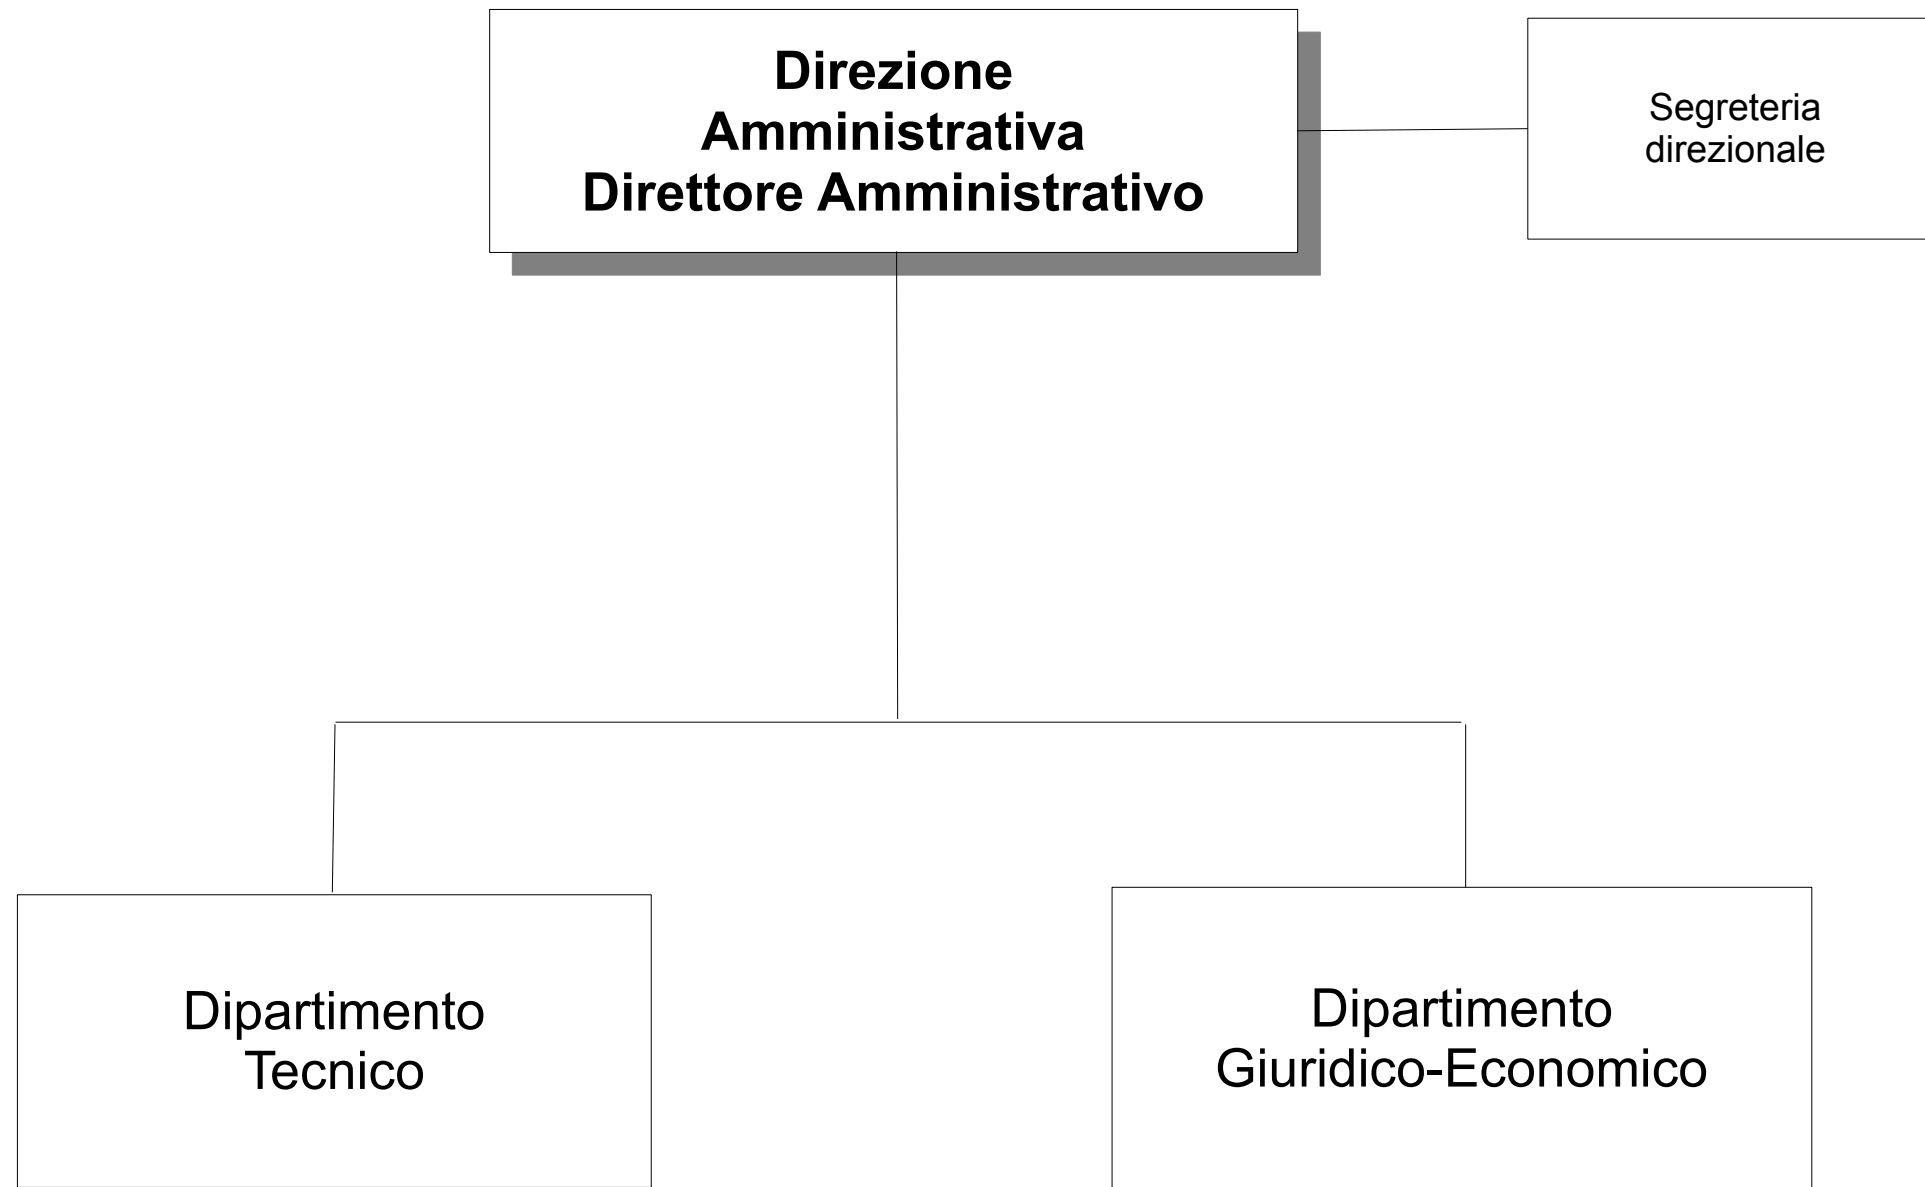 Direzione
Amministrativa
Direttore Amministrativo
Segreteria
direzionale
Dipartimento
Tecnico
Dipartimento
Giuridico-Economico